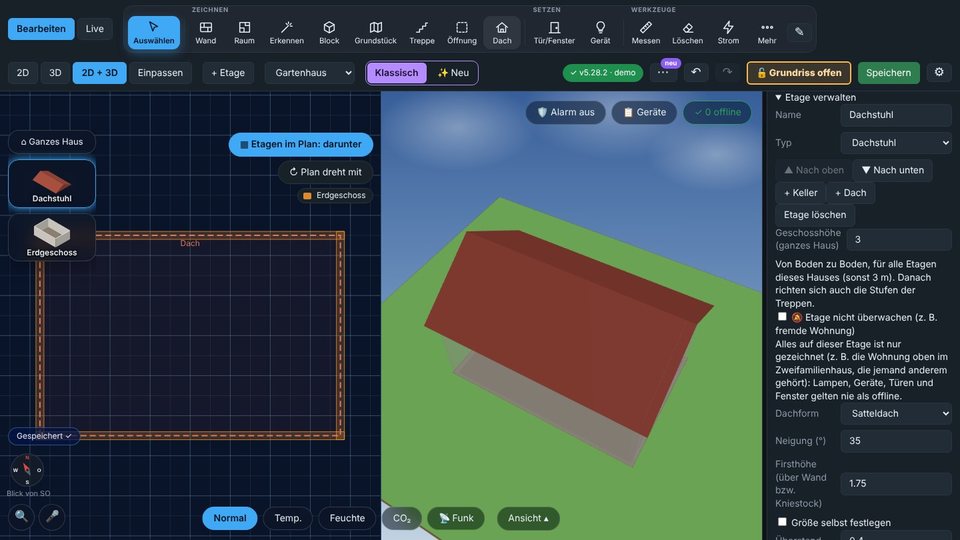 ZEICHNEN
SETZEN
WERKZEUGE
Bearbeiten
Live
Auswählen
Wand
Raum
Erkennen
Block
Grundstück
Treppe
Öffnung
Dach
Tür/Fenster
Gerät
Messen
Löschen
Strom
Mehr
2D
3D
2D + 3D
Einpassen
+ Etage
Gartenhaus
Klassisch
✨ Neu
✓ v5.28.2 · demo
neu
🔓 Grundriss offen
Speichern
⌂ Ganzes Haus
Dachstuhl
Erdgeschoss
▦ Etagen im Plan: darunter
↻ Plan dreht mit
Erdgeschoss
Dach
Gespeichert ✓
N
W
O
S
Blick von SO
Normal
Temp.
Feuchte
CO₂
📡 Funk
Ansicht ▴
🛡️ Alarm aus
📋 Geräte
✓ 0 offline
▼ Etage verwalten
Name
Dachstuhl
Typ
Dachstuhl
▲ Nach oben
▼ Nach unten
+ Keller
+ Dach
Etage löschen
Geschosshöhe
(ganzes Haus)
3
Von Boden zu Boden, für alle Etagen
dieses Hauses (sonst 3 m). Danach
richten sich auch die Stufen der
Treppen.
🔕 Etage nicht überwachen (z. B.
fremde Wohnung)
Alles auf dieser Etage ist nur
gezeichnet (z. B. die Wohnung oben im
Zweifamilienhaus, die jemand anderem
gehört): Lampen, Geräte, Türen und
Fenster gelten nie als offline.
Dachform
Satteldach
Neigung (°)
35
Firsthöhe
(über Wand
bzw.
Kniestock)
1.75
Größe selbst festlegen
Überstand
0.4